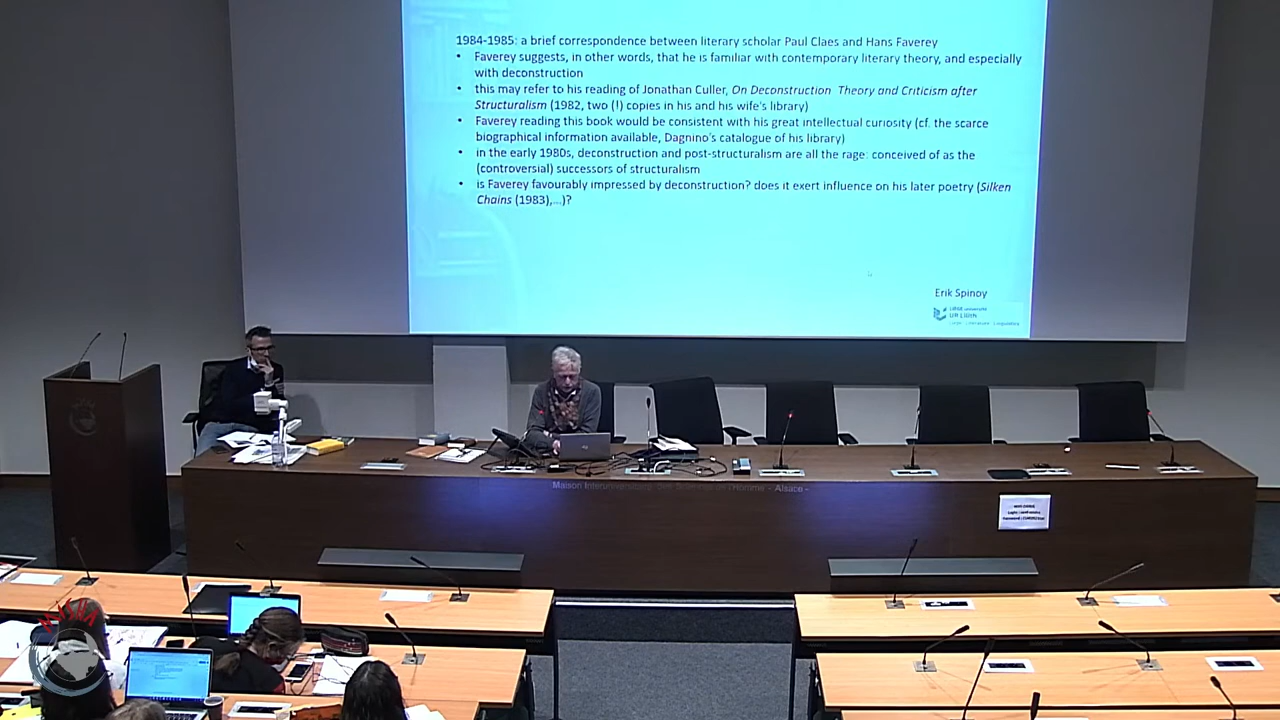 1984-1985: a brief correspondence between literary scholar Paul Claes and Hans Faverey
• Faverey suggests, in other words, that he is familiar with contemporary literary theory, and especially
with deconstruction
• this may refer to his reading of Jonathan Culler, On Deconstruction Theory and Criticism after
Structuralism (1982, two (!) copies in his and his wife's library)
• Faverey reading this book would be consistent with his great intellectual curiosity (cf. the scarce
biographical information available, Dagnino's catalogue of his library)
• in the early 1980s, deconstruction and post-structuralism are all the rage: conceived of as the
(controversial) successors of structuralism
• is Faverey favourably impressed by deconstruction? does it exert influence on his later poetry (Silken
Chains (1983),...)?
Erik Spinoy
LIÈGE université
Maison Interuniversitaire des Sciences de l'Homme - Alsace -
MISHA